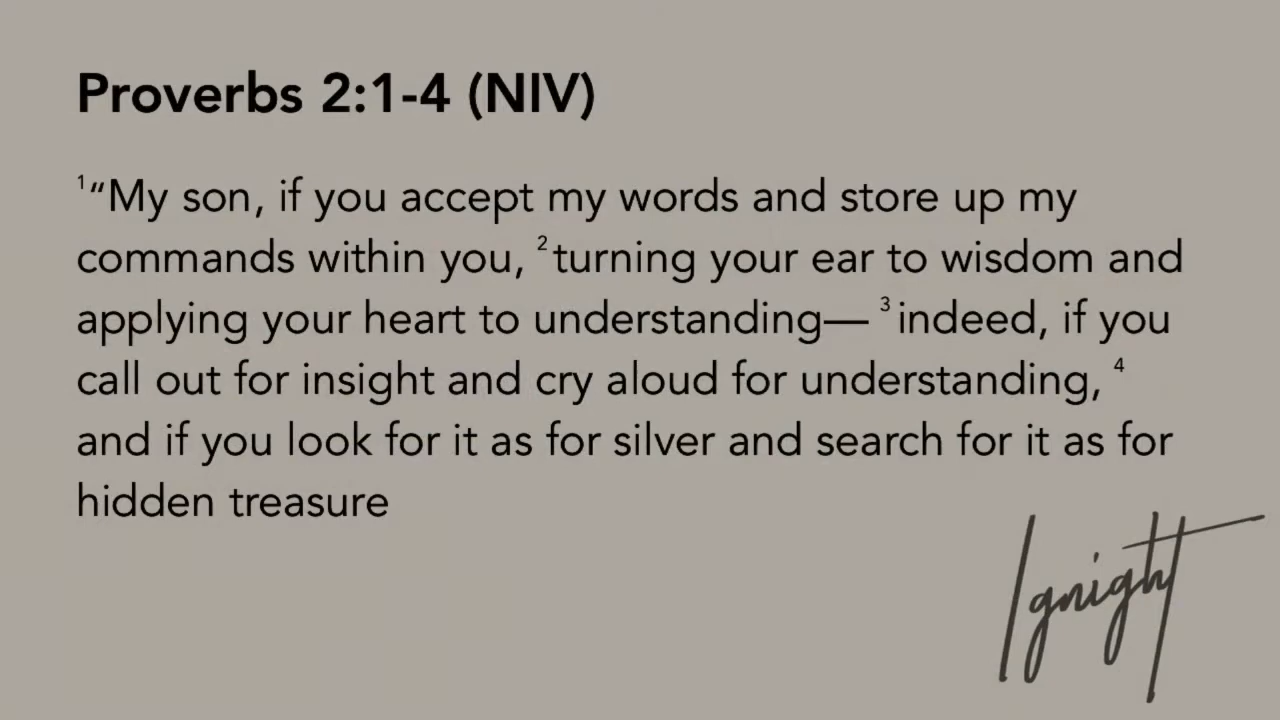 Proverbs 2:1-4 (NIV)
¹“My son, if you accept my words and store up my
commands within you, ²turning your ear to wisdom and
applying your heart to understanding— ³indeed, if you
call out for insight and cry aloud for understanding, ⁴
and if you look for it as for silver and search for it as for
hidden treasure
Ignight